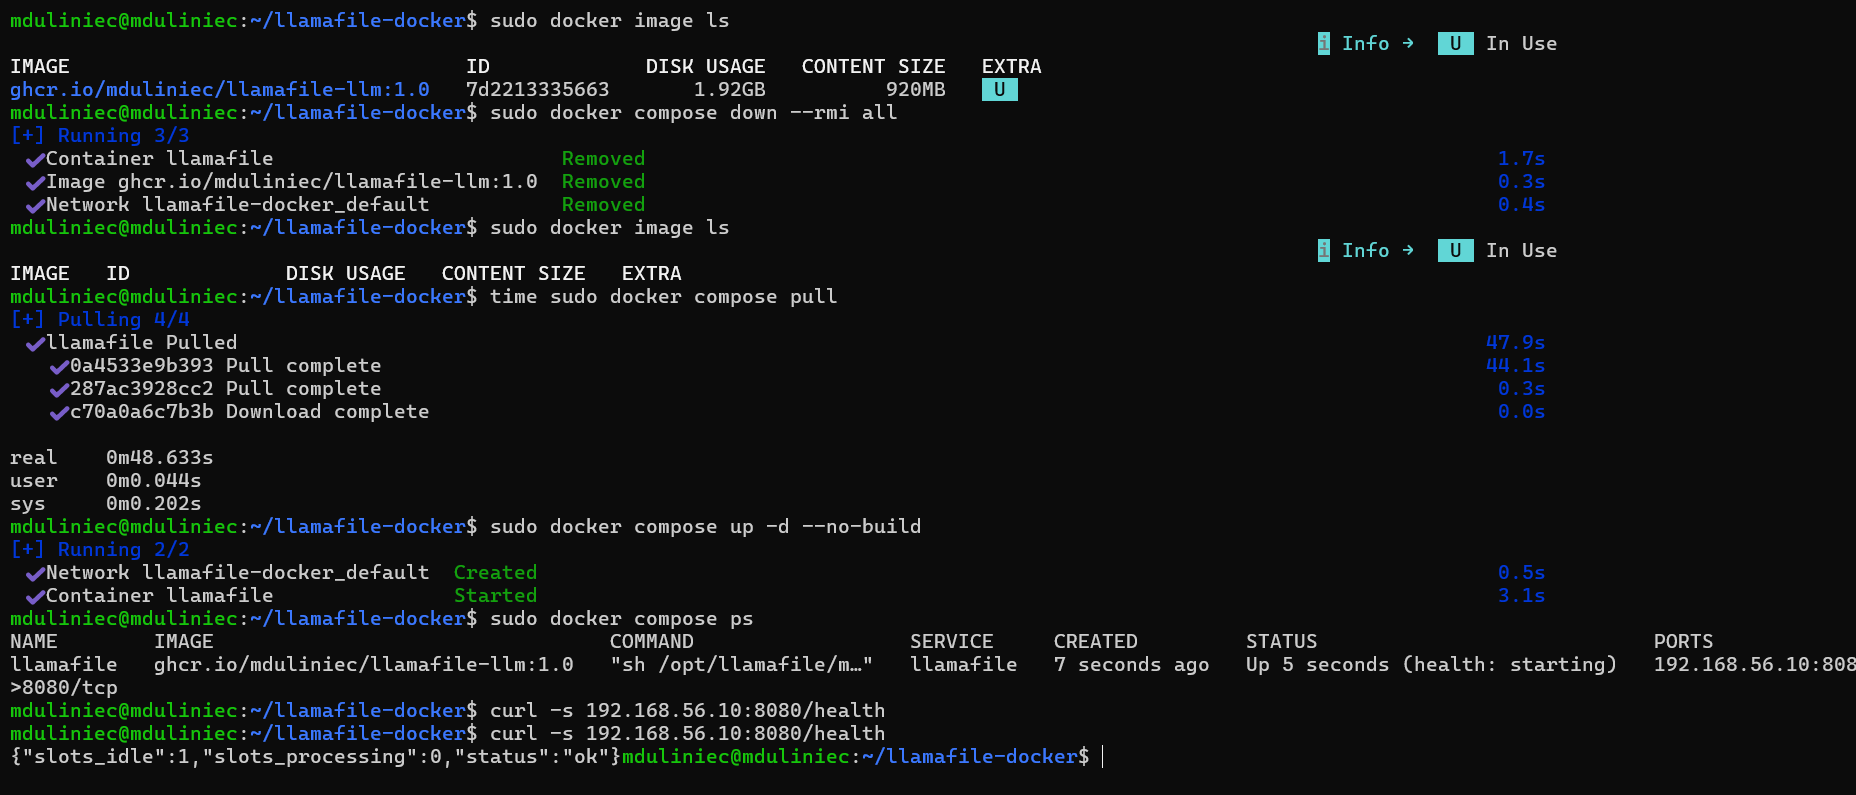 mduliniec@mduliniec:~/llamafile-docker$ sudo docker image ls
i Info → U In Use
IMAGE ID DISK USAGE CONTENT SIZE EXTRA
ghcr.io/mduliniec/llamafile-llm:1.0 7d2213335663 1.92GB 920MB U
mduliniec@mduliniec:~/llamafile-docker$ sudo docker compose down --rmi all
[+] Running 3/3
✔Container llamafile Removed 1.7s
✔Image ghcr.io/mduliniec/llamafile-llm:1.0 Removed 0.3s
✔Network llamafile-docker_default Removed 0.4s
mduliniec@mduliniec:~/llamafile-docker$ sudo docker image ls
i Info → U In Use
IMAGE ID DISK USAGE CONTENT SIZE EXTRA
mduliniec@mduliniec:~/llamafile-docker$ time sudo docker compose pull
[+] Pulling 4/4
✔llamafile Pulled 47.9s
✔0a4533e9b393 Pull complete 44.1s
✔287ac3928cc2 Pull complete 0.3s
✔c70a0a6c7b3b Download complete 0.0s
real 0m48.633s
user 0m0.044s
sys 0m0.202s
mduliniec@mduliniec:~/llamafile-docker$ sudo docker compose up -d --no-build
[+] Running 2/2
✔Network llamafile-docker_default Created 0.5s
✔Container llamafile Started 3.1s
mduliniec@mduliniec:~/llamafile-docker$ sudo docker compose ps
NAME IMAGE COMMAND SERVICE CREATED STATUS PORTS
llamafile ghcr.io/mduliniec/llamafile-llm:1.0 "sh /opt/llamafile/m…" llamafile 7 seconds ago Up 5 seconds (health: starting) 192.168.56.10:808
>8080/tcp
mduliniec@mduliniec:~/llamafile-docker$ curl -s 192.168.56.10:8080/health
mduliniec@mduliniec:~/llamafile-docker$ curl -s 192.168.56.10:8080/health
{"slots_idle":1,"slots_processing":0,"status":"ok"}mduliniec@mduliniec:~/llamafile-docker$